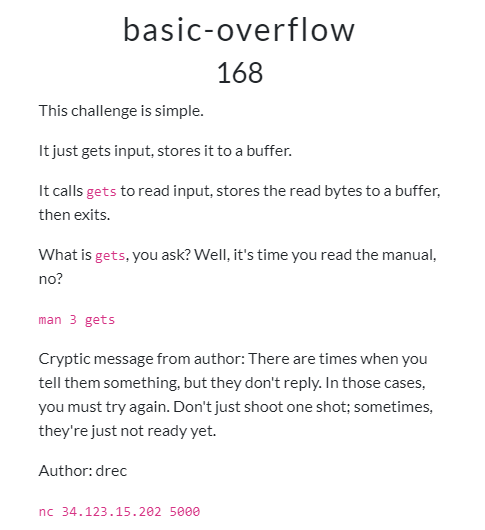 basic-overflow
168
This challenge is simple.
It just gets input, stores it to a buffer.
It calls gets to read input, stores the read bytes to a buffer,
then exits.
What is gets, you ask? Well, it's time you read the manual,
no?
man 3 gets
Cryptic message from author: There are times when you
tell them something, but they don't reply. In those cases,
you must try again. Don't just shoot one shot; sometimes,
they're just not ready yet.
Author: drec
nc 34.123.15.202 5000